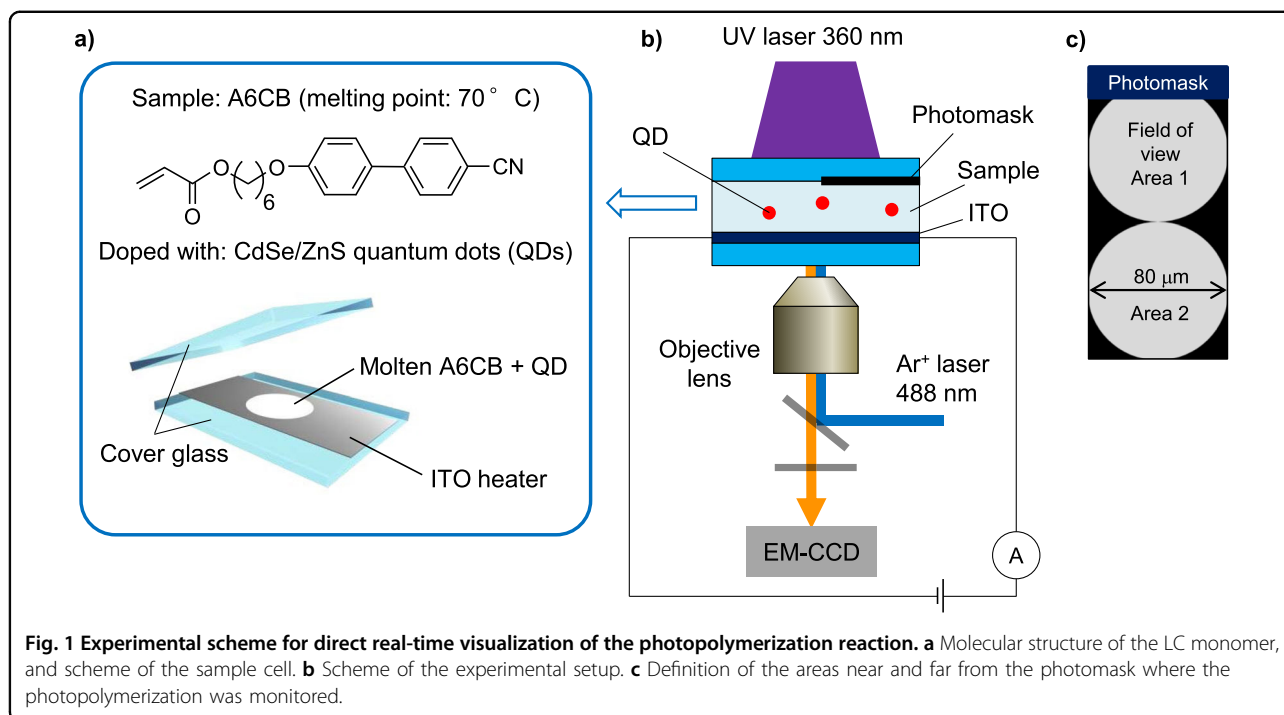 a)
Sample: A6CB (melting point: 70° C)
O
O
O
6
CN
Doped with: CdSe/ZnS quantum dots (QDs)
Molten A6CB + QD
Cover glass
ITO heater
b)
UV laser 360 nm
Photomask
QD
Sample
ITO
Objective
lens
Ar⁺ laser
488 nm
EM-CCD
A
c)
Photomask
Field of
view
Area 1
80 μm
Area 2
Fig. 1 Experimental scheme for direct real-time visualization of the photopolymerization reaction. a Molecular structure of the LC monomer,
and scheme of the sample cell. b Scheme of the experimental setup. c Definition of the areas near and far from the photomask where the
photopolymerization was monitored.